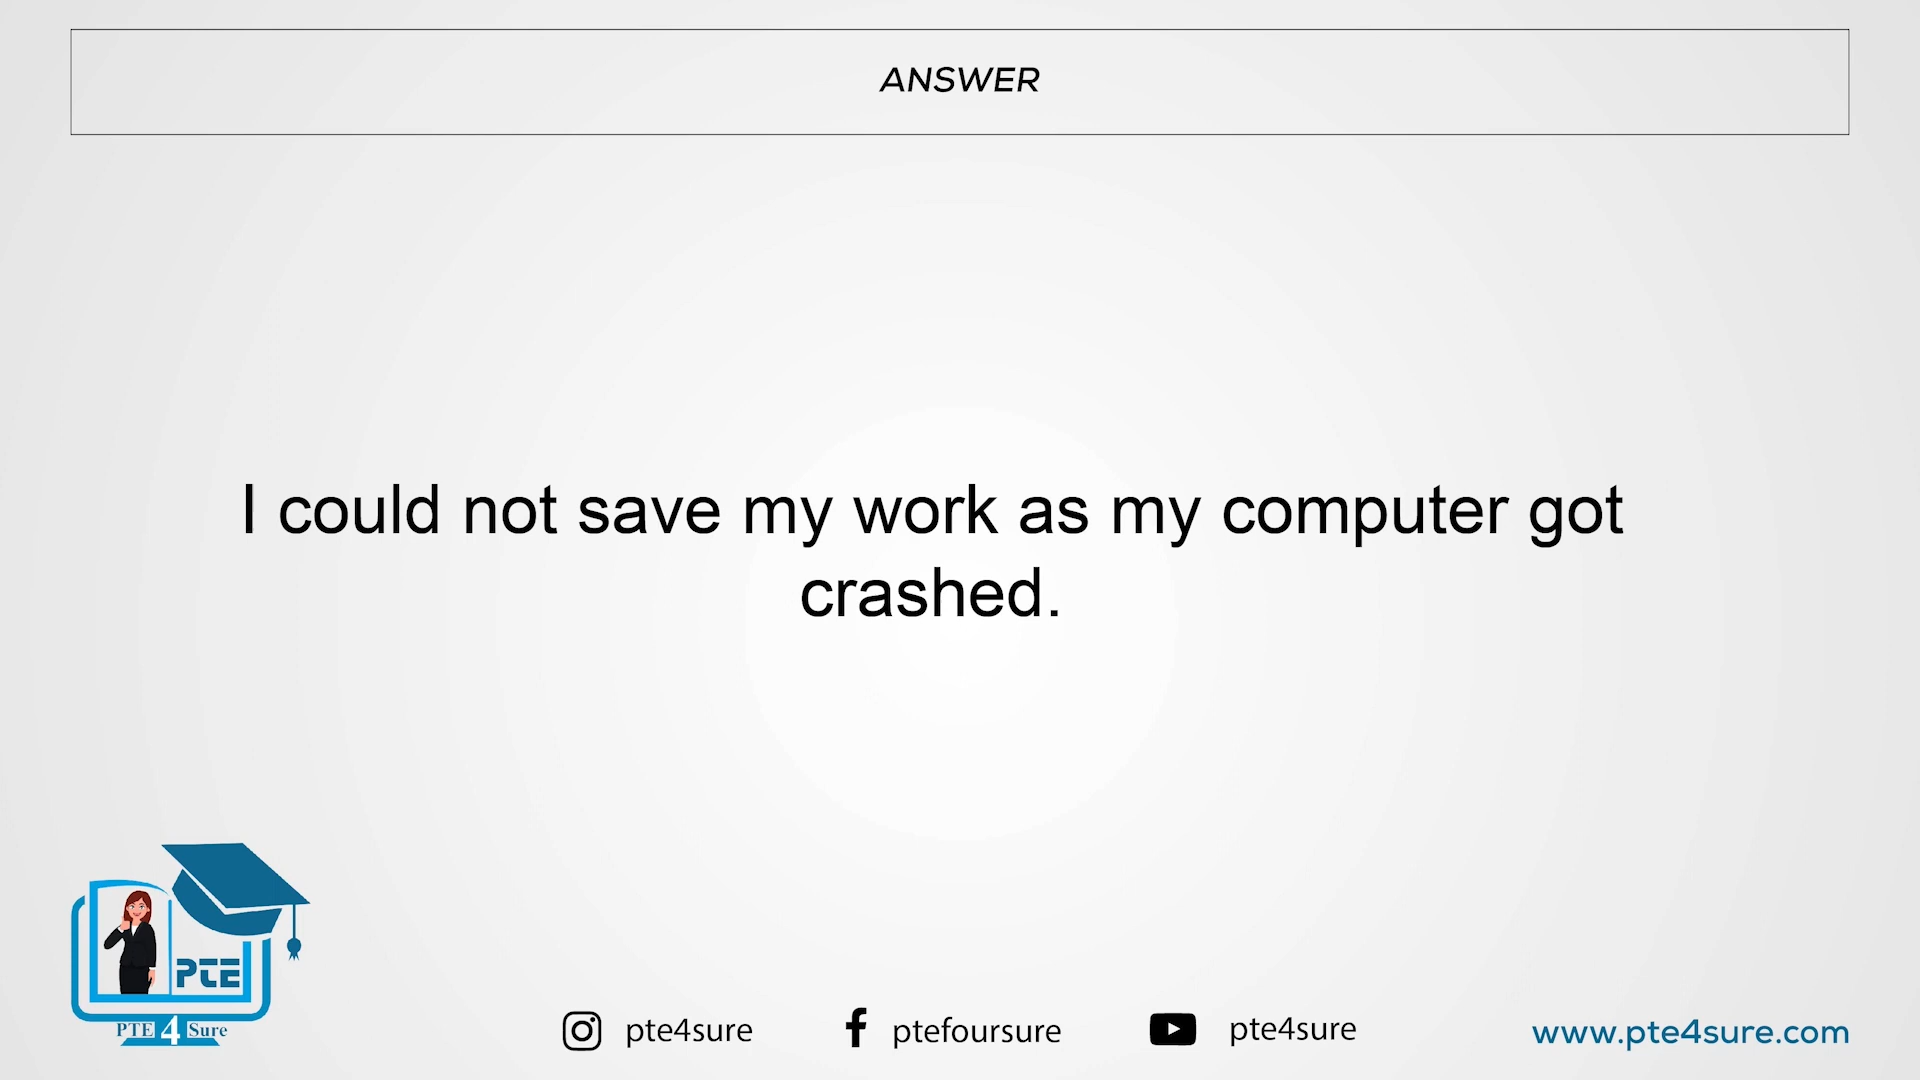 ANSWER
I could not save my work as my computer got
crashed.
PTE
PTE 4 Sure
pte4sure
ptefoursure
pte4sure
www.pte4sure.com